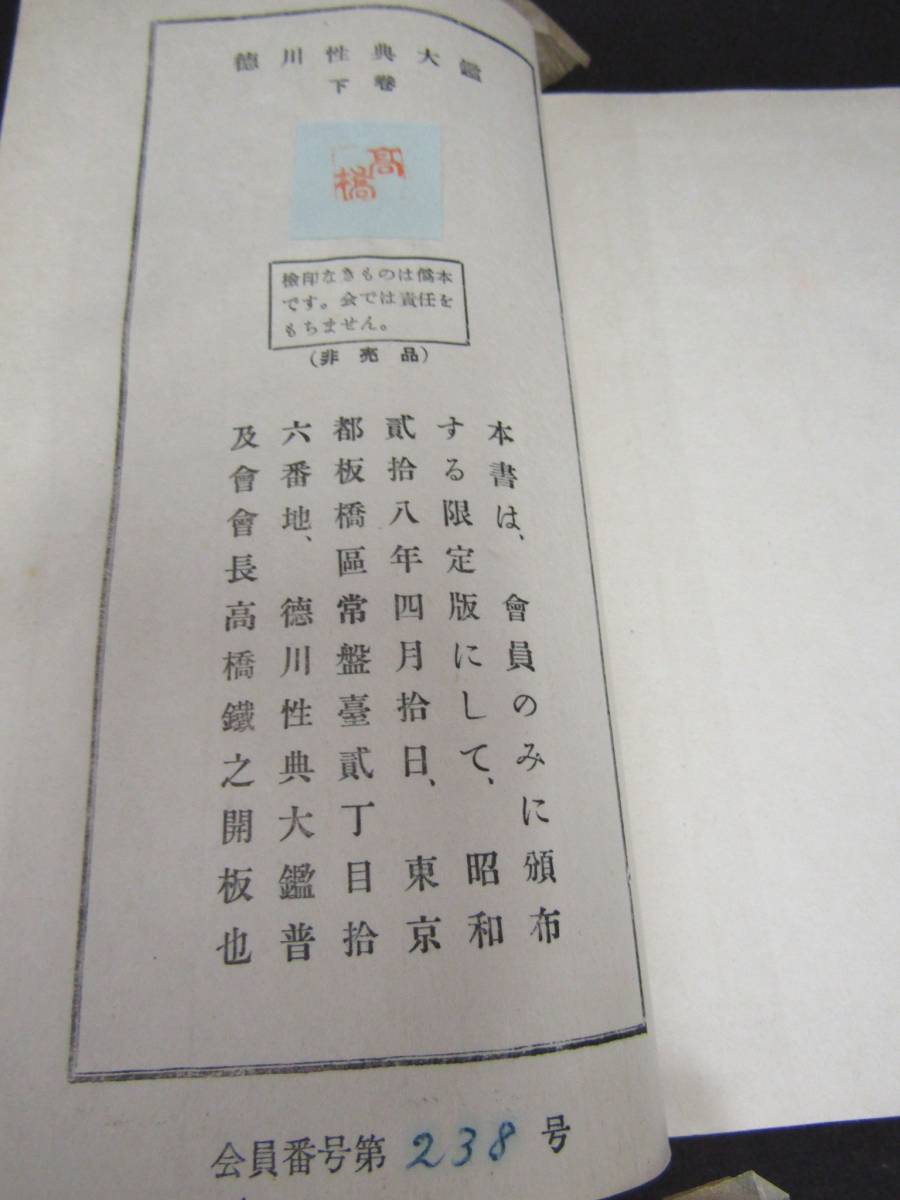 德川性典大鑑
下卷
高橋
檢印なきものは僞本
です。会では責任を
もちません。
(非売品)
本書は、會員のみに頒布
する限定版にして、昭和
貳拾八年四月拾日、東京
都板橋區常盤臺貳丁目拾
六番地、德川性典大鑑普
及會會長高橋鐵之開板也
会員番号第 238 号